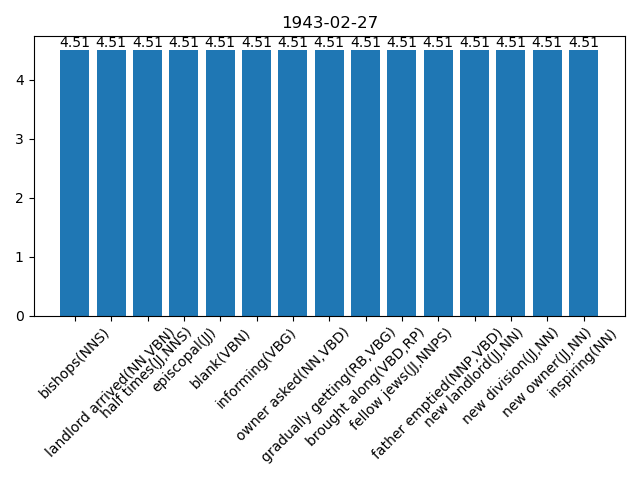 1943-02-27
4.51 4.51 4.51 4.51 4.51 4.51 4.51 4.51 4.51 4.51 4.51 4.51 4.51 4.51 4.51
4
3
2
1
0
bishops(NNS)
landlord arrived(NN,VBN)
half times(JJ,NNS)
episcopal(JJ)
blank(VBN)
informing(VBG)
owner asked(NN,VBD)
gradually getting(RB,VBG)
brought along(VBD,RP)
fellow jews(JJ,NNPS)
father emptied(NNP,VBD)
new landlord(JJ,NN)
new division(JJ,NN)
new owner(JJ,NN)
inspiring(NN)